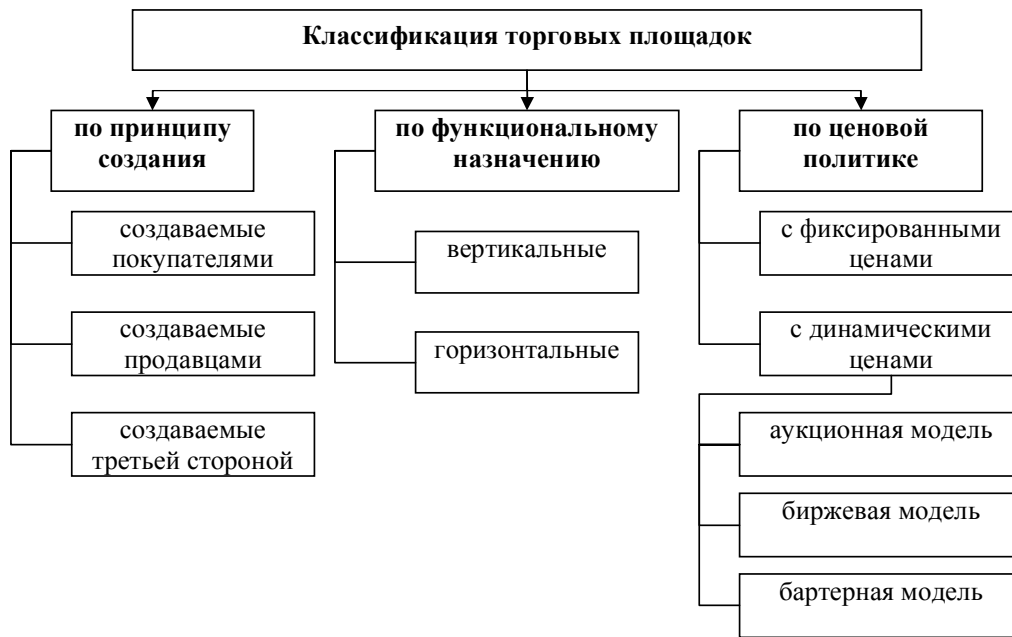 Классификация торговых площадок
по принципу
создания
по функциональному
назначению
по ценовой
политике
создаваемые
покупателями
создаваемые
продавцами
создаваемые
третьей стороной
вертикальные
горизонтальные
с фиксированными
ценами
с динамическими
ценами
аукционная модель
биржевая модель
бартерная модель